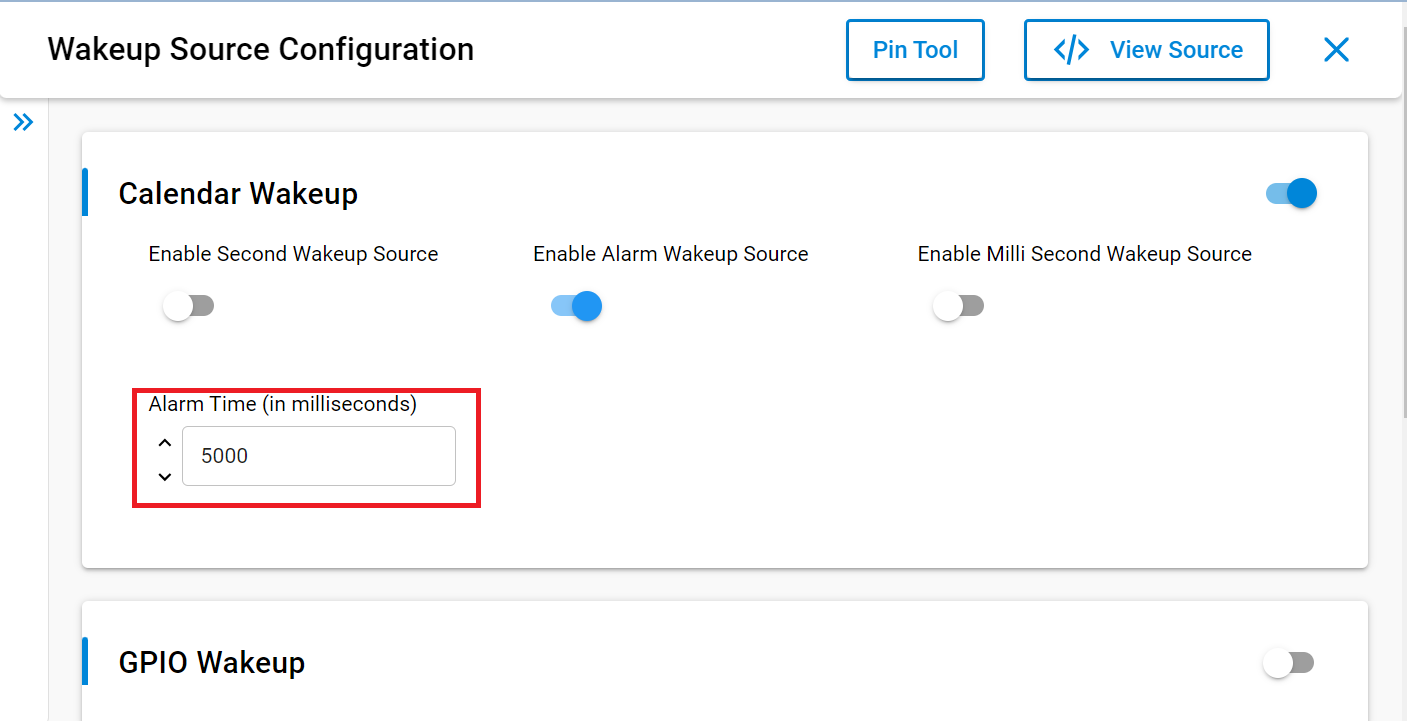 Wakeup Source Configuration
Pin Tool
</> View Source
Calendar Wakeup
Enable Second Wakeup Source
Enable Alarm Wakeup Source
Enable Milli Second Wakeup Source
Alarm Time (in milliseconds)
5000
GPIO Wakeup